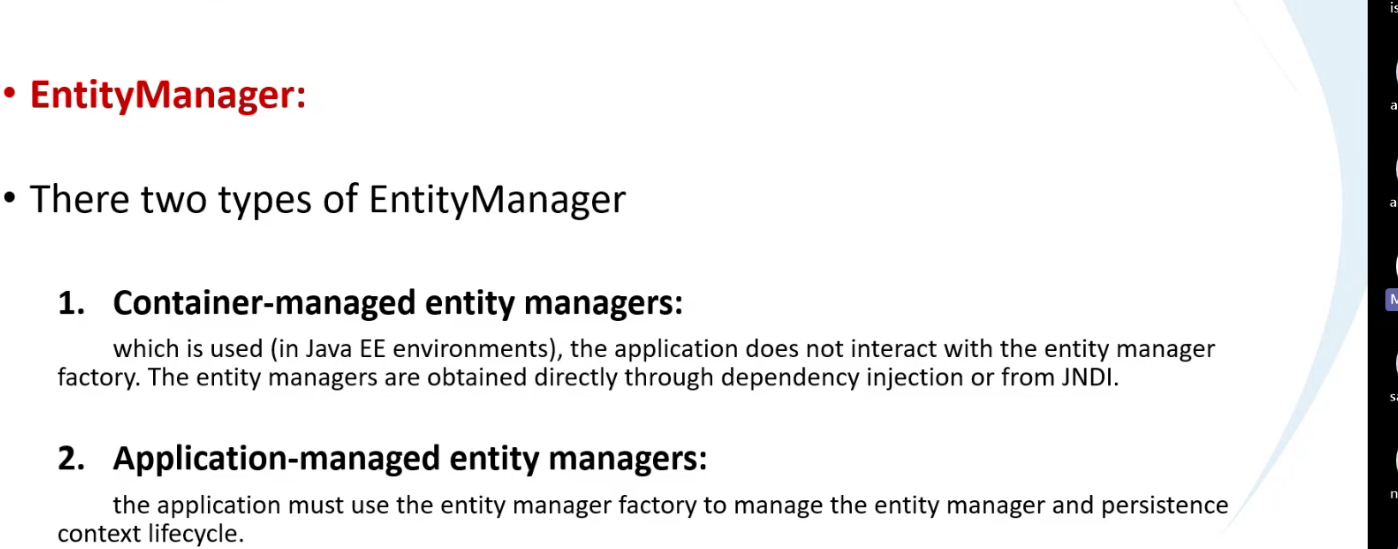 • EntityManager:
• There two types of EntityManager
1. Container-managed entity managers:
which is used (in Java EE environments), the application does not interact with the entity manager
factory. The entity managers are obtained directly through dependency injection or from JNDI.
2. Application-managed entity managers:
the application must use the entity manager factory to manage the entity manager and persistence
context lifecycle.